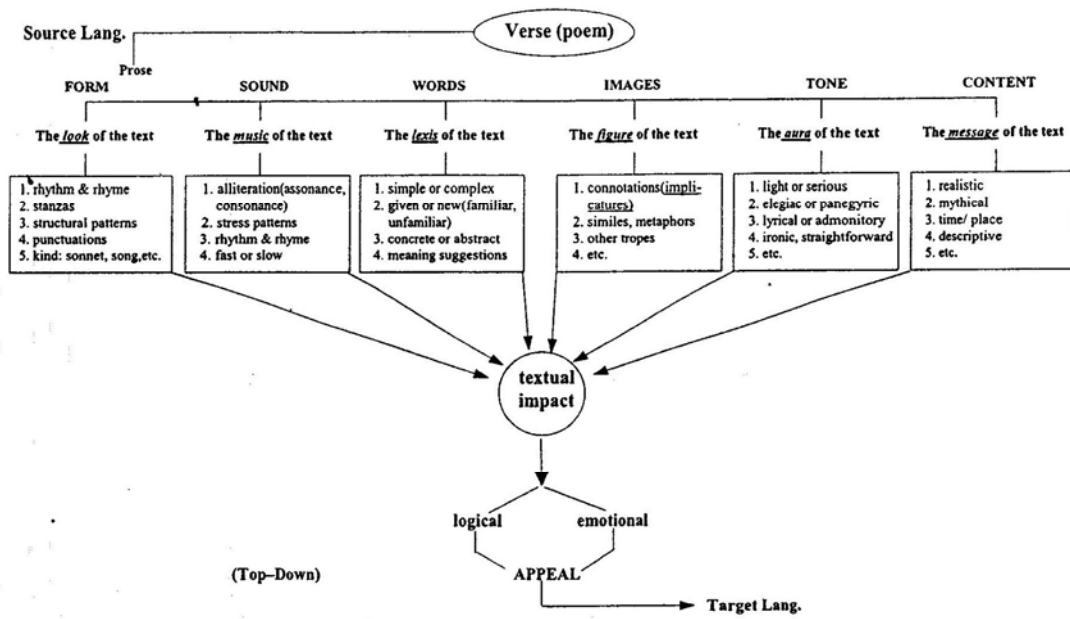 Source Lang.
Verse (poem)
Prose
FORM
SOUND
WORDS
IMAGES
TONE
CONTENT
The look of the text
The music of the text
The lexis of the text
The figure of the text
The aura of the text
The message of the text
1. rhythm & rhyme
2. stanzas
3. structural patterns
4. punctuations
5. kind: sonnet, song,etc.
1. alliteration(assonance,
consonance)
2. stress patterns
3. rhythm & rhyme
4. fast or slow
1. simple or complex
2. given or new(familiar,
unfamiliar)
3. concrete or abstract
4. meaning suggestions
1. connotations(impli-
catures)
2. similes, metaphors
3. other tropes
4. etc.
1. light or serious
2. elegiac or panegyric
3. lyrical or admonitory
4. ironic, straightforward
5. etc.
1. realistic
2. mythical
3. time/ place
4. descriptive
5. etc.
textual
impact
logical
emotional
(Top–Down)
APPEAL
Target Lang.